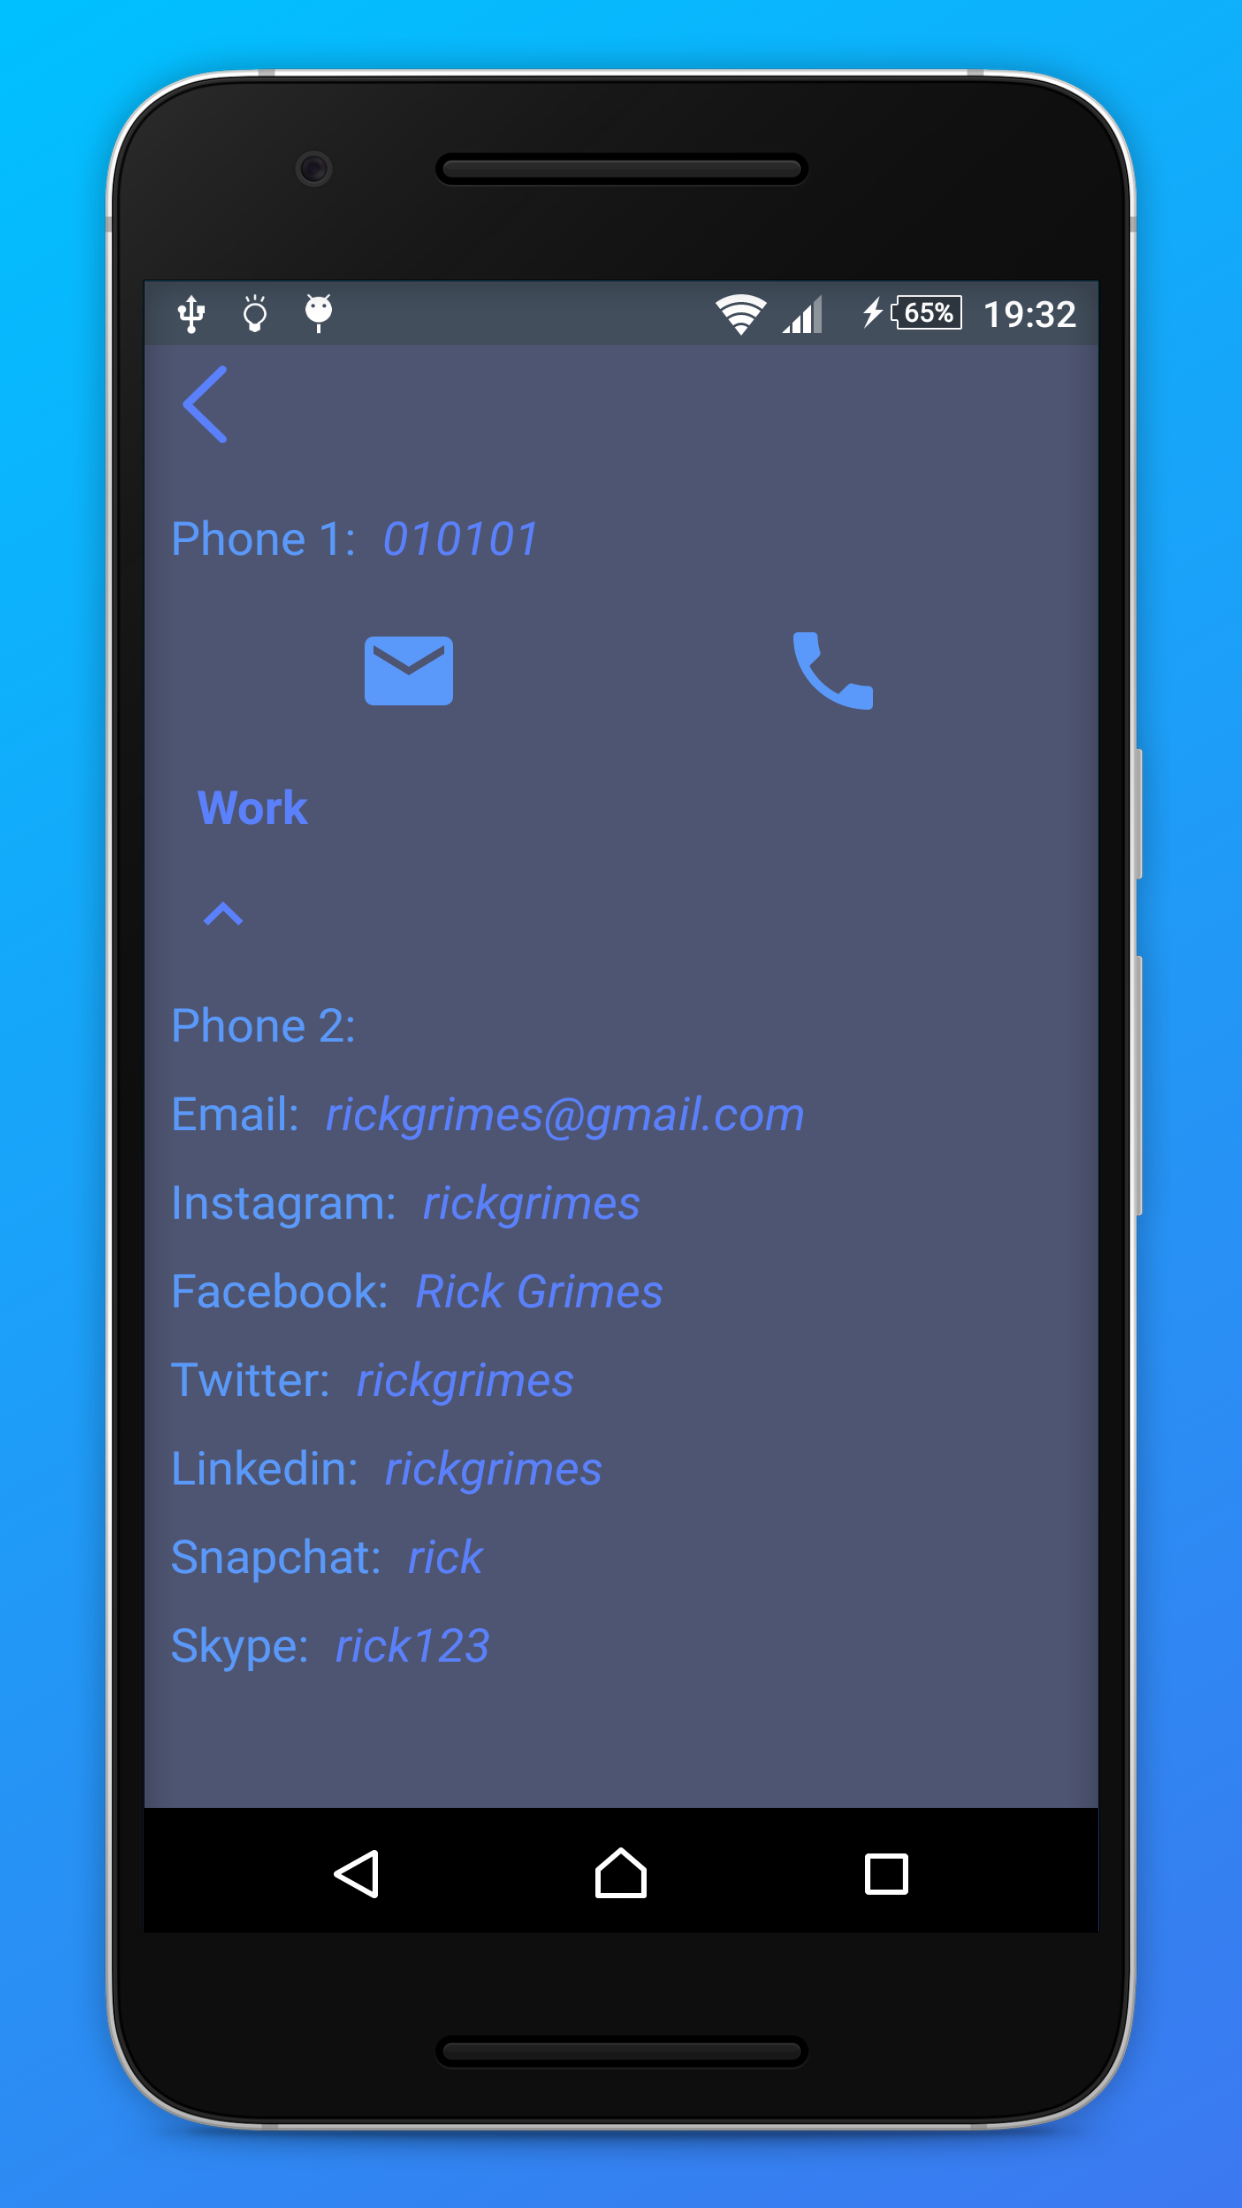 65% 19:32
Phone 1: 010101
Work
Phone 2:
Email: rickgrimes@gmail.com
Instagram: rickgrimes
Facebook: Rick Grimes
Twitter: rickgrimes
Linkedin: rickgrimes
Snapchat: rick
Skype: rick123